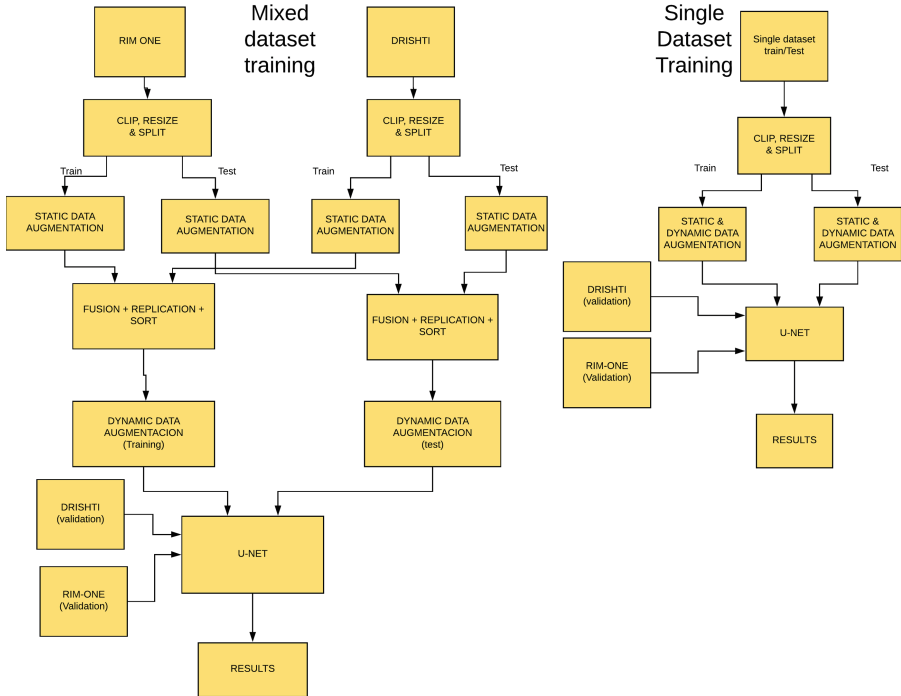 Mixed
dataset
training
RIM ONE
DRISHTI
CLIP, RESIZE
& SPLIT
CLIP, RESIZE
& SPLIT
Train
Test
Train
Test
STATIC DATA
AUGMENTATION
STATIC DATA
AUGMENTATION
STATIC DATA
AUGMENTATION
STATIC DATA
AUGMENTATION
FUSION + REPLICATION +
SORT
FUSION + REPLICATION +
SORT
DYNAMIC DATA
AUGMENTACION
(Training)
DYNAMIC DATA
AUGMENTACION
(test)
DRISHTI
(validation)
U-NET
RIM-ONE
(Validation)
RESULTS
Single
Dataset
Training
Single dataset
train/Test
CLIP, RESIZE
& SPLIT
Train
Test
STATIC &
DYNAMIC DATA
AUGMENTATION
STATIC &
DYNAMIC DATA
AUGMENTATION
DRISHTI
(validation)
U-NET
RIM-ONE
(Validation)
RESULTS